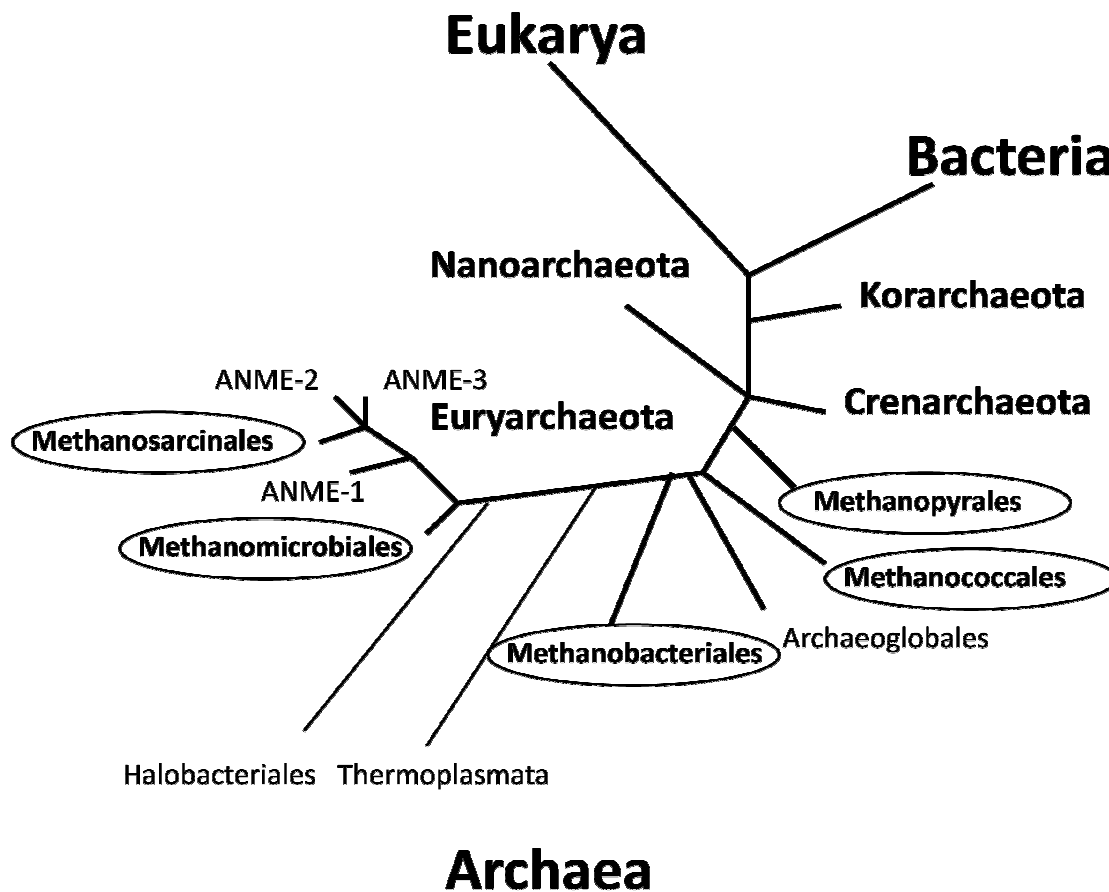 Eukarya
Bacteria
Nanoarchaeota
Korarchaeota
ANME-2
ANME-3
Crenarchaeota
Euryarchaeota
Methanosarcinales
ANME-1
Methanopyrales
Methanomicrobiales
Methanococcales
Archaeoglobales
Methanobacteriales
Halobacteriales
Thermoplasmata
Archaea